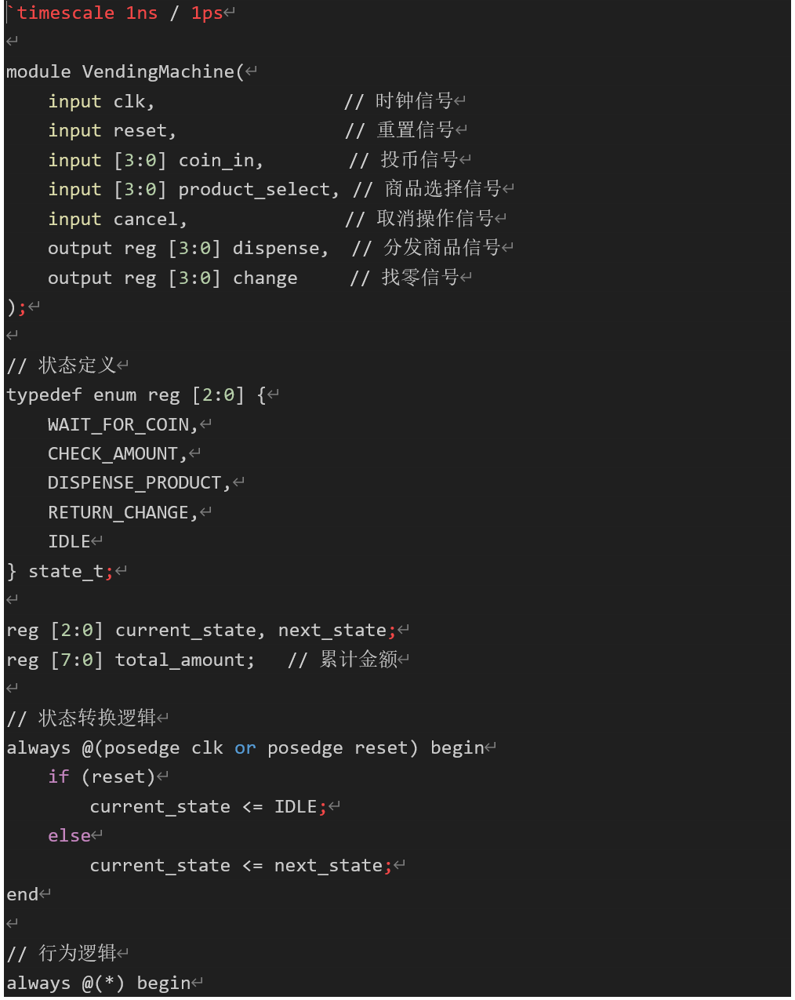 `timescale 1ns / 1ps↵
↵
module VendingMachine(↵
    input clk,                  // 时钟信号↵
    input reset,                // 重置信号↵
    input [3:0] coin_in,        // 投币信号↵
    input [3:0] product_select, // 商品选择信号↵
    input cancel,               // 取消操作信号↵
    output reg [3:0] dispense,  // 分发商品信号↵
    output reg [3:0] change     // 找零信号↵
);↵
↵
// 状态定义↵
typedef enum reg [2:0] {↵
    WAIT_FOR_COIN,↵
    CHECK_AMOUNT,↵
    DISPENSE_PRODUCT,↵
    RETURN_CHANGE,↵
    IDLE↵
} state_t;↵
↵
reg [2:0] current_state, next_state;↵
reg [7:0] total_amount;   // 累计金额↵
↵
// 状态转换逻辑↵
always @(posedge clk or posedge reset) begin↵
    if (reset)↵
        current_state <= IDLE;↵
    else↵
        current_state <= next_state;↵
end↵
↵
// 行为逻辑↵
always @(*) begin↵